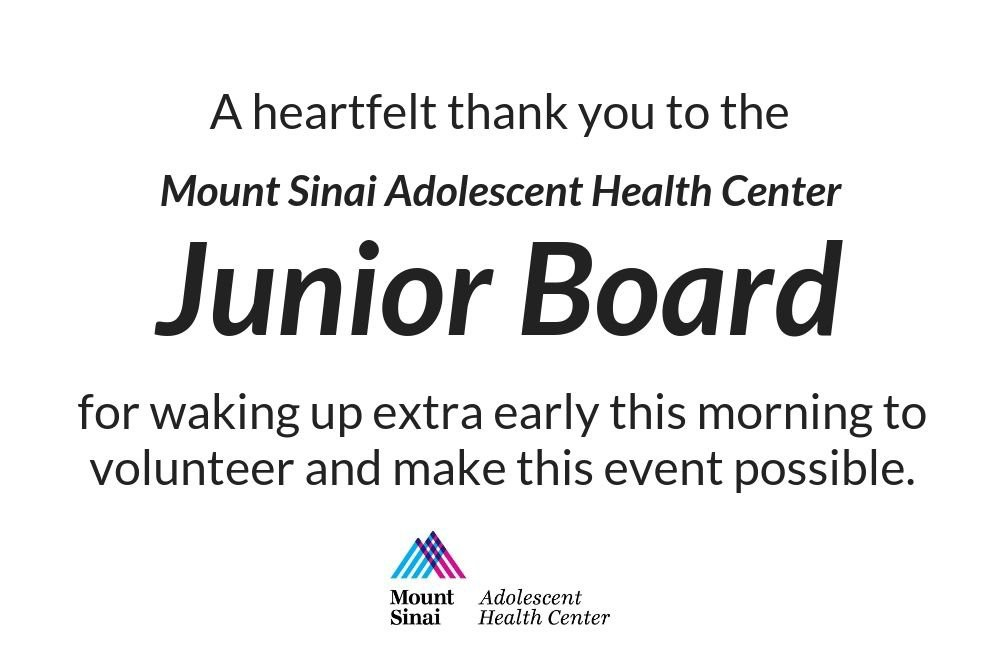 A heartfelt thank you to the
Mount Sinai Adolescent Health Center
Junior Board
for waking up extra early this morning to
volunteer and make this event possible.
Mount
Sinai
Adolescent
Health Center